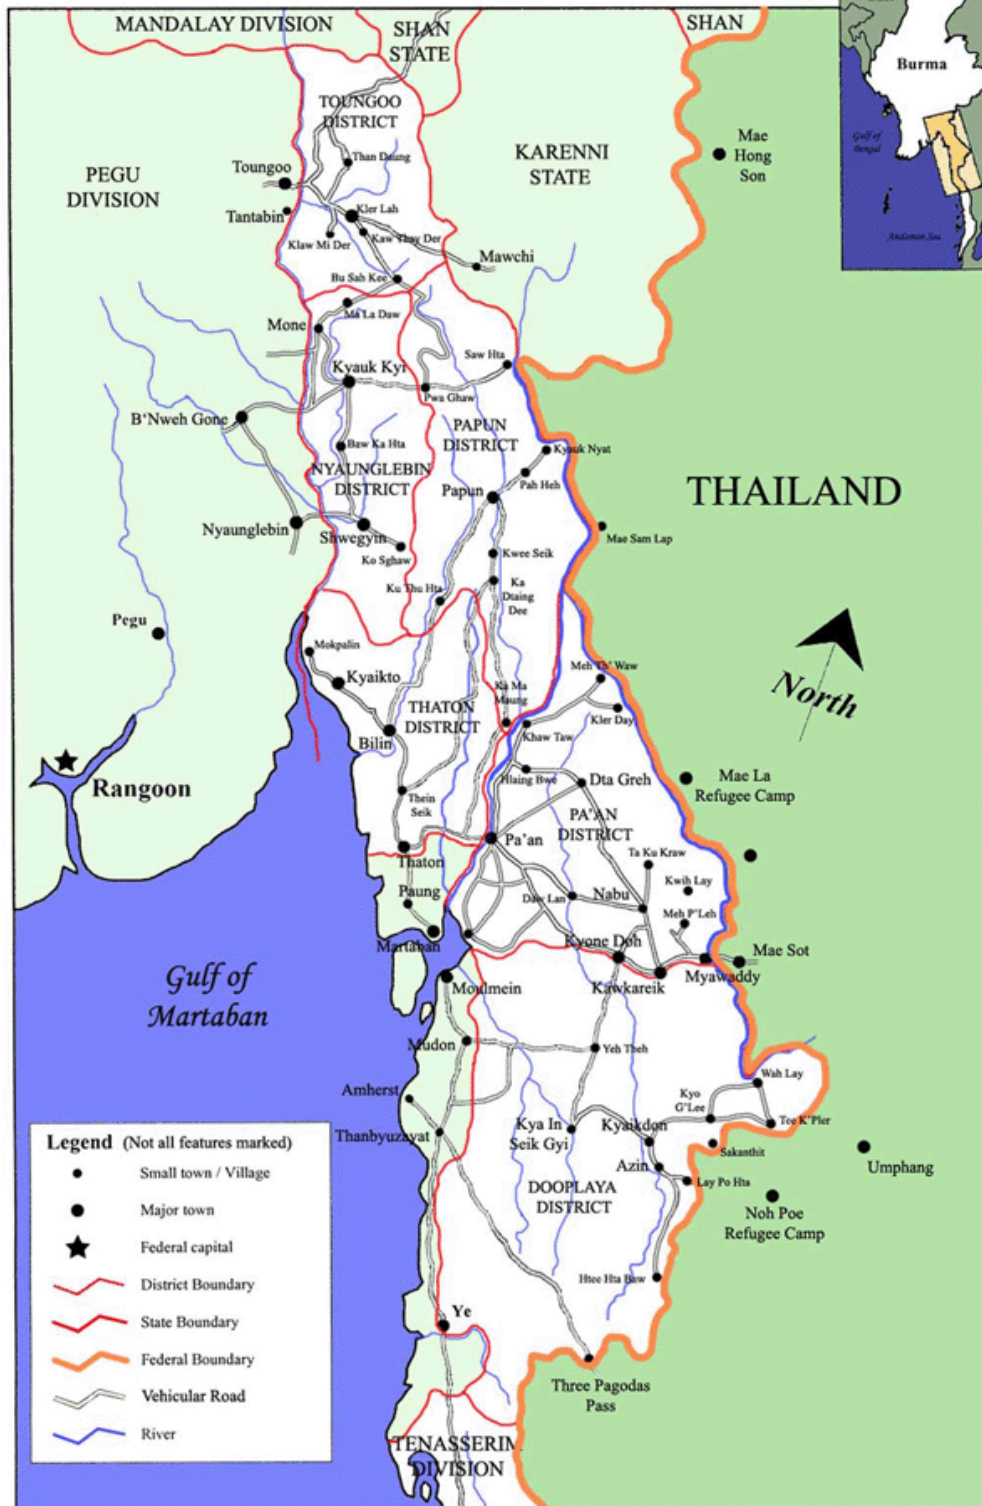 MANDALAY DIVISION
SHAN
STATE
SHAN
Burma
Gulf of
Bengal
Andaman Sea
TOUNGOO
DISTRICT
Than Daung
Toungoo
PEGU
DIVISION
KARENNI
STATE
Mae
Hong
Son
Tantabin
Kler Lah
Klaw Mi Der
Kaw Thay Der
Mawchi
Bu Sah Kee
Ma La Daw
Mone
Saw Hta
Kyauk Kyi
Pwa Ghaw
B'Nweh Gone
PAPUN
DISTRICT
Baw Ka Hta
Kyauk Nyat
NYAUNGLEBIN
DISTRICT
Pah Heh
Papun
THAILAND
Nyaunglebin
Shwegyin
Mae Sam Lap
Ko Sghaw
Kwee Seik
Ku Thu Hta
Ka
Dtaing
Dee
Pegu
Mokpalin
Meh Th' Waw
Kyaikto
Ka Ma
Maung
North
THATON
DISTRICT
Kler Day
Bilin
Khaw Taw
Rangoon
Hlaing Bwe
Dta Greh
Mae La
Refugee Camp
Thein
Seik
PA'AN
DISTRICT
Pa'an
Thaton
Ta Ku Kraw
Paung
Daw Lan
Nabu
Kwih Lay
Meh P'Leh
Martaban
Kyone Doh
Mae Sot
Gulf of
Martaban
Moulmein
Kawkareik
Myawaddy
Mudon
Yeh Theh
Wah Lay
Amherst
Kyo
G'Lee
Thanbyuzayat
Kya In
Seik Gyi
Kyaikdon
Tee K'Pler
Sakanthit
Umphang
Azin
Lay Po Hta
DOOPLAYA
DISTRICT
Noh Poe
Refugee Camp
Htee Hta Baw
Ye
Three Pagodas
Pass
TENASSERIM
DIVISION
Legend (Not all features marked)
Small town / Village
Major town
Federal capital
District Boundary
State Boundary
Federal Boundary
Vehicular Road
River